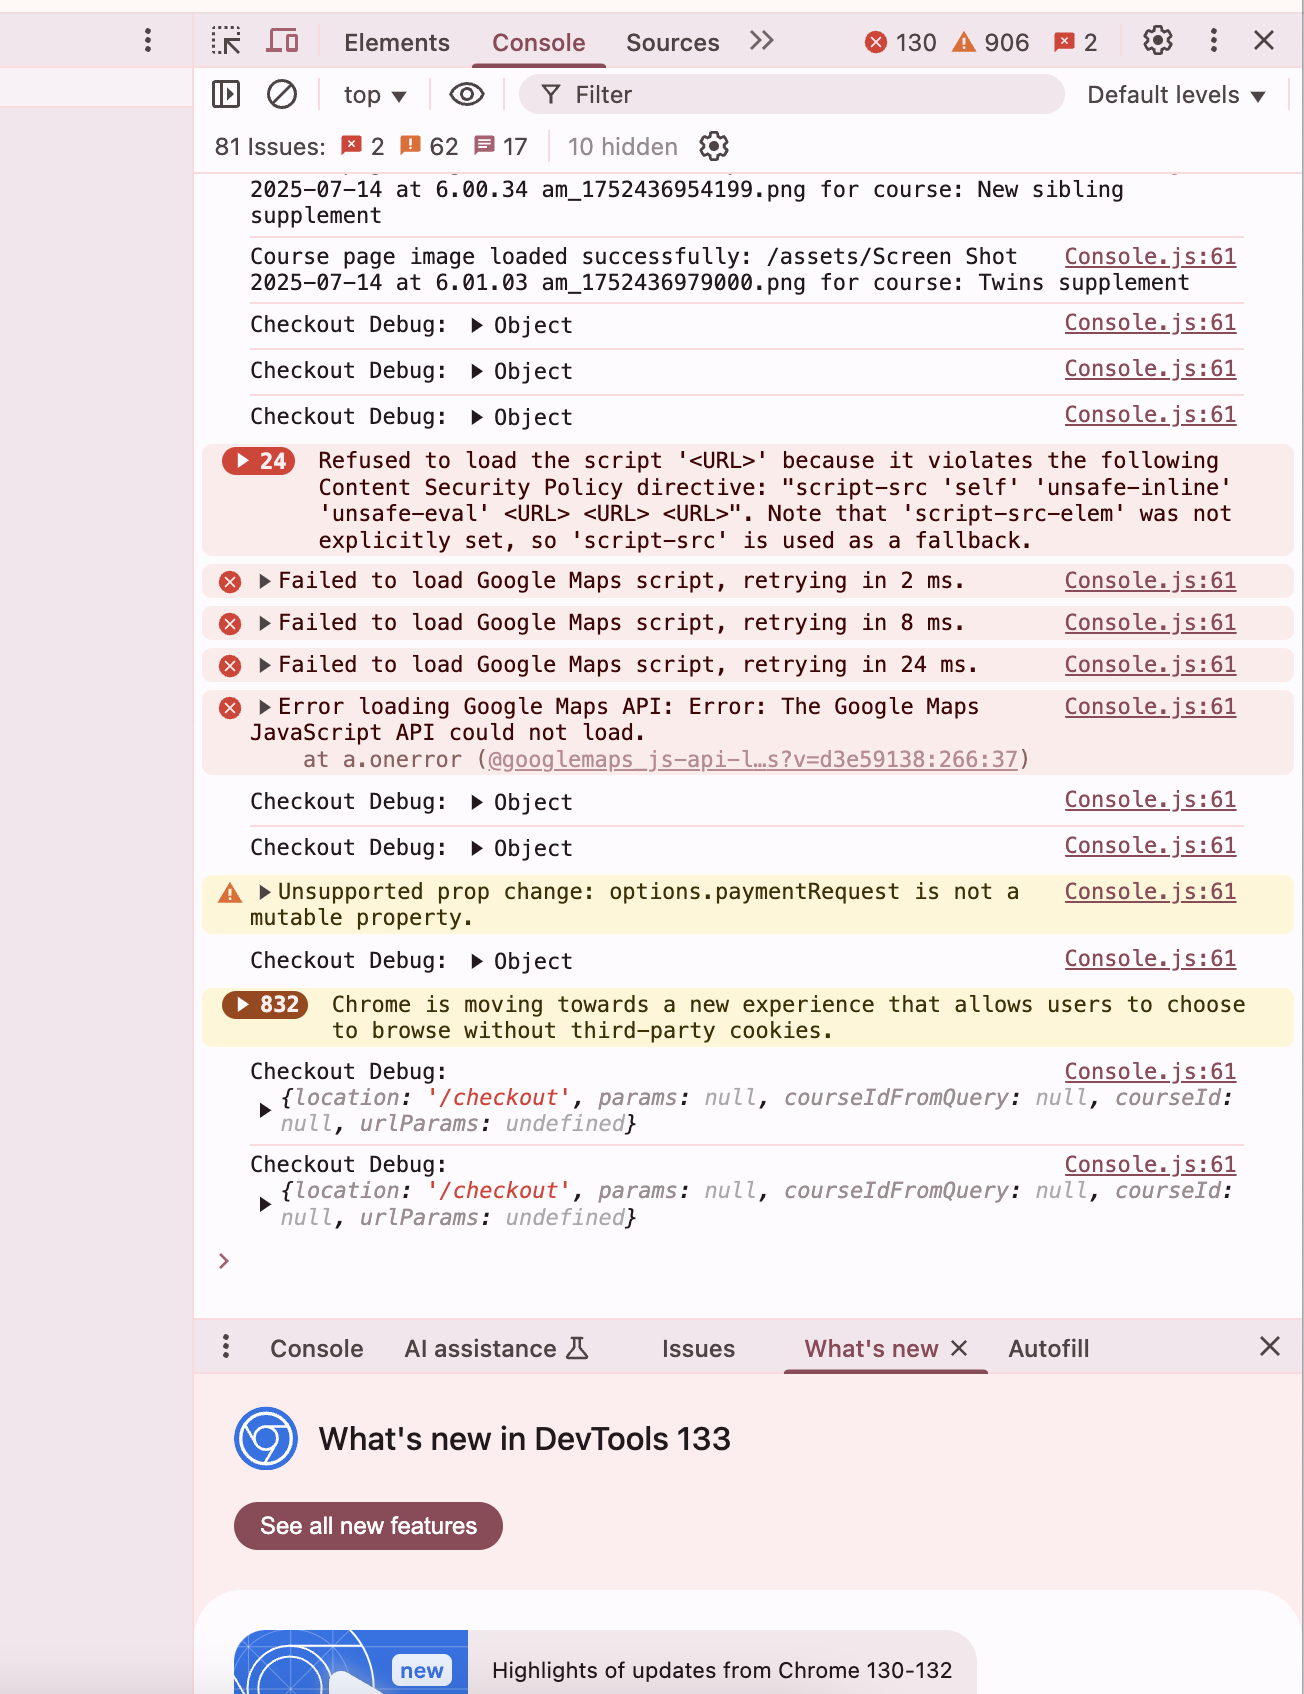 Elements Console Sources 130 906 2
top Filter Default levels
81 Issues: 2 62 17 10 hidden
2025-07-14 at 6.00.34 am_1752436954199.png for course: New sibling
supplement
Course page image loaded successfully: /assets/Screen Shot Console.js:61
2025-07-14 at 6.01.03 am_1752436979000.png for course: Twins supplement
Checkout Debug: Object Console.js:61
Checkout Debug: Object Console.js:61
Checkout Debug: Object Console.js:61
24 Refused to load the script '<URL>' because it violates the following
Content Security Policy directive: "script-src 'self' 'unsafe-inline'
'unsafe-eval' <URL> <URL> <URL>". Note that 'script-src-elem' was not
explicitly set, so 'script-src' is used as a fallback.
Failed to load Google Maps script, retrying in 2 ms. Console.js:61
Failed to load Google Maps script, retrying in 8 ms. Console.js:61
Failed to load Google Maps script, retrying in 24 ms. Console.js:61
Error loading Google Maps API: Error: The Google Maps Console.js:61
JavaScript API could not load.
at a.onerror (@googlemaps_js-api-l…s?v=d3e59138:266:37)
Checkout Debug: Object Console.js:61
Checkout Debug: Object Console.js:61
Unsupported prop change: options.paymentRequest is not a Console.js:61
mutable property.
Checkout Debug: Object Console.js:61
832 Chrome is moving towards a new experience that allows users to choose
to browse without third-party cookies.
Checkout Debug: Console.js:61
{location: '/checkout', params: null, courseIdFromQuery: null, courseId:
null, urlParams: undefined}
Checkout Debug: Console.js:61
{location: '/checkout', params: null, courseIdFromQuery: null, courseId:
null, urlParams: undefined}
Console AI assistance Issues What's new Autofill
What's new in DevTools 133
See all new features
new Highlights of updates from Chrome 130-132